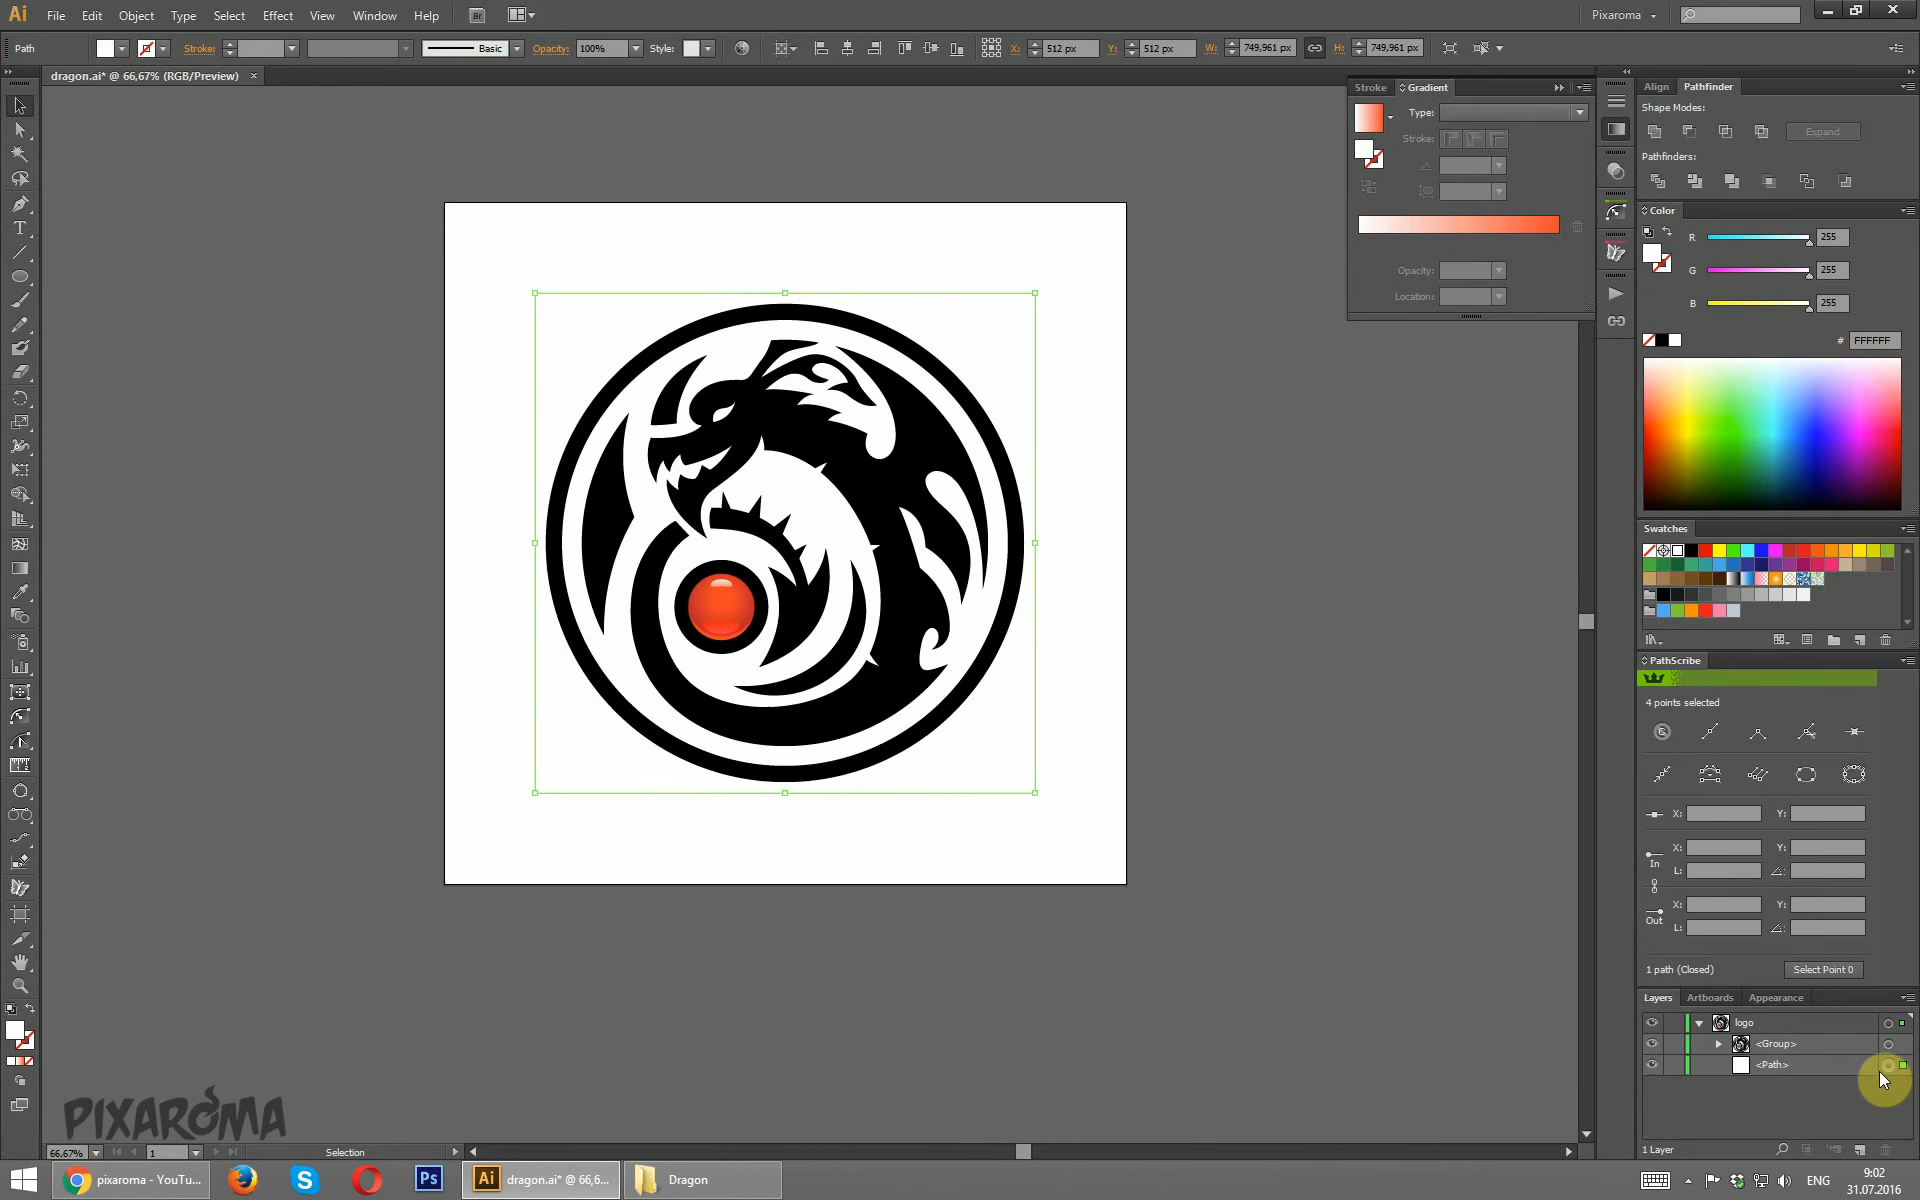 Ai File Edit Object Type Select Effect View Window Help Br Pixaroma
Path Stroke: Basic Opacity: 100% Style: X: 512 px Y: 512 px W: 749,961 px H: 749,961 px
dragon.ai* @ 66,67% (RGB/Preview) ×
Stroke Gradient
Type:
Stroke:
Opacity:
Location:
Align Pathfinder
Shape Modes:
Expand
Pathfinders:
Color
R 255
G 255
B 255
# FFFFFF
Swatches
PathScribe
4 points selected
X: Y:
In X: Y:
L:
Out X: Y:
L:
1 path (Closed) Select Point 0
Layers Artboards Appearance
logo
<Group>
<Path>
1 Layer
PIXAROMA
66,67% 1 Selection
pixaroma - YouTu... S Ps Ai dragon.ai* @ 66,6... Dragon ENG 9:02
31.07.2016